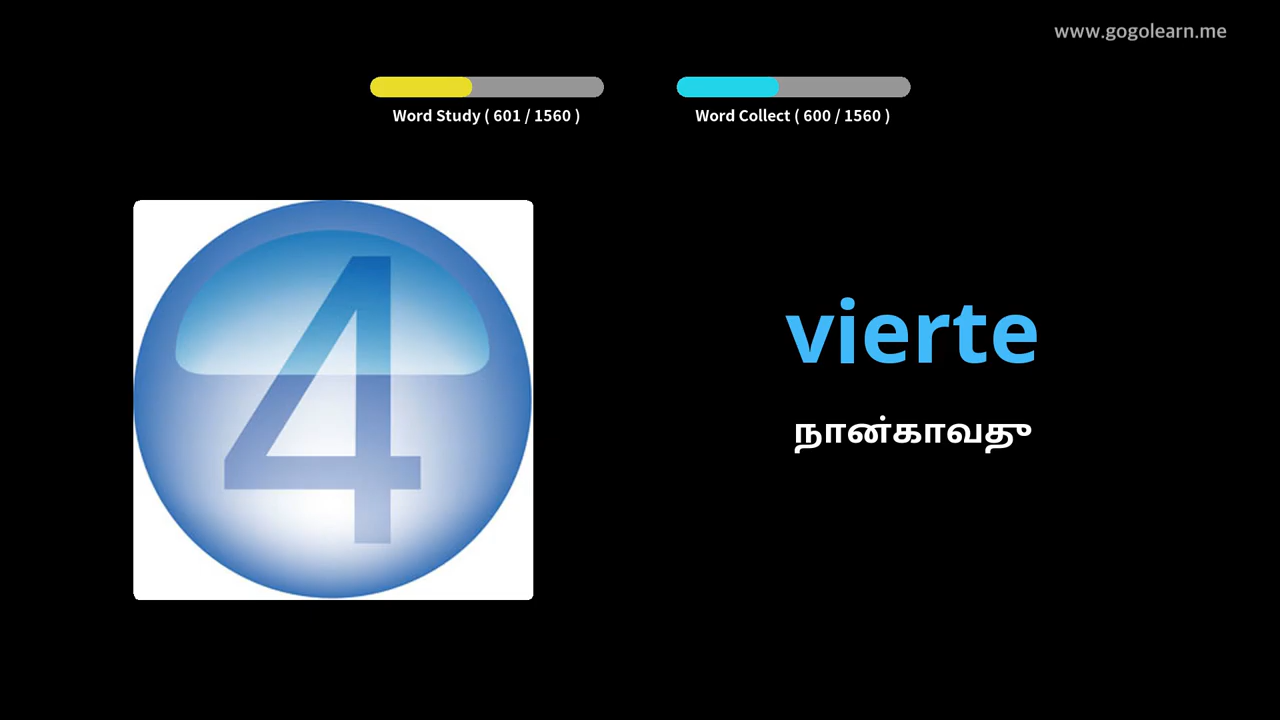 www.gogolearn.me
Word Study ( 601 / 1560 )
Word Collect ( 600 / 1560 )
4
vierte
நான்காவது